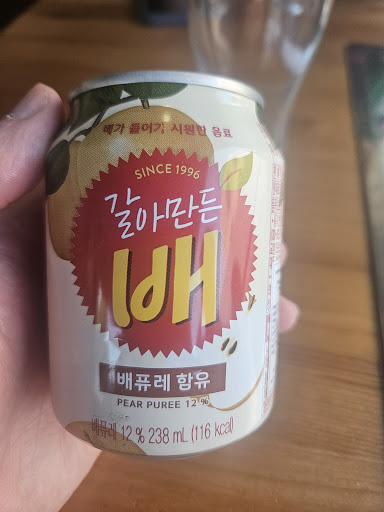 배가 들어간 시원한 음료
SINCE 1996
갈아만든
배
배퓨레 함유
PEAR PUREE 12 %
배퓨레 12 % 238 mL (116 kcal)